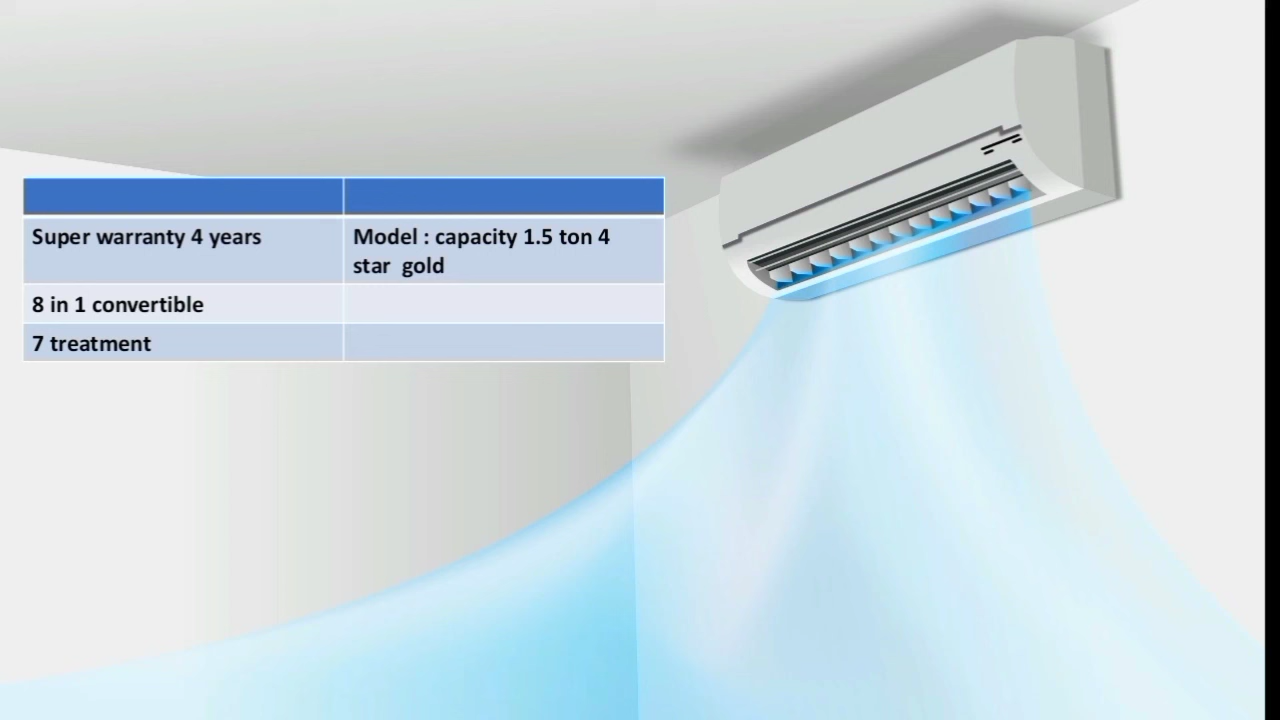 Super warranty 4 years
Model : capacity 1.5 ton 4
star gold
8 in 1 convertible
7 treatment